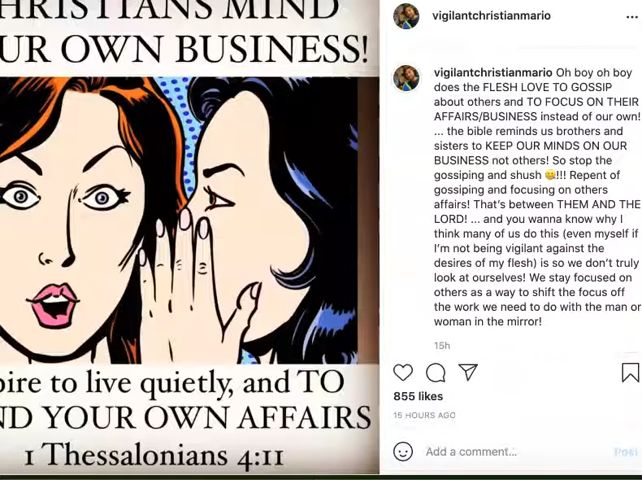 HRISTIANS MIND
UR OWN BUSINESS!
pire to live quietly, and TO
ND YOUR OWN AFFAIRS
1 Thessalonians 4:11
vigilantchristianmario
...
vigilantchristianmario Oh boy oh boy
does the FLESH LOVE TO GOSSIP
about others and TO FOCUS ON THEIR
AFFAIRS/BUSINESS instead of our own!
... the bible reminds us brothers and
sisters to KEEP OUR MINDS ON OUR
BUSINESS not others! So stop the
gossiping and shush 🤫!!! Repent of
gossiping and focusing on others
affairs! That's between THEM AND THE
LORD! ... and you wanna know why I
think many of us do this (even myself if
I'm not being vigilant against the
desires of my flesh) is so we don't truly
look at ourselves! We stay focused on
others as a way to shift the focus off
the work we need to do with the man or
woman in the mirror!
15h
855 likes
15 HOURS AGO
Add a comment...
Post